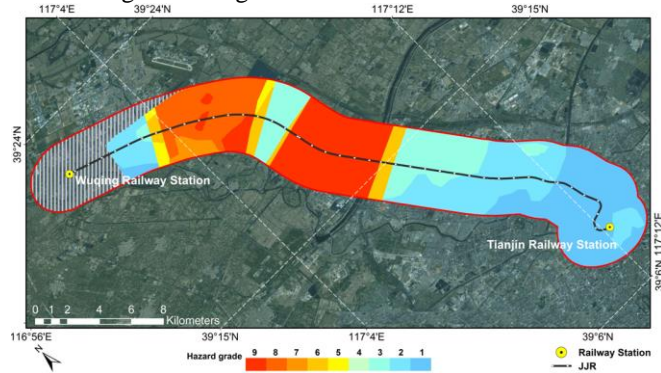 117°4'E
39°24'N
117°12'E
39°15'N
39°24'N
Wuqing Railway Station
Tianjin Railway Station
39°6'N 117°12'E
0 1 2 4 6 8
Kilometers
116°56'E
39°15'N
117°4'E
39°6'N
N
Hazard grade 9 8 7 6 5 4 3 2 1
Railway Station
JJR